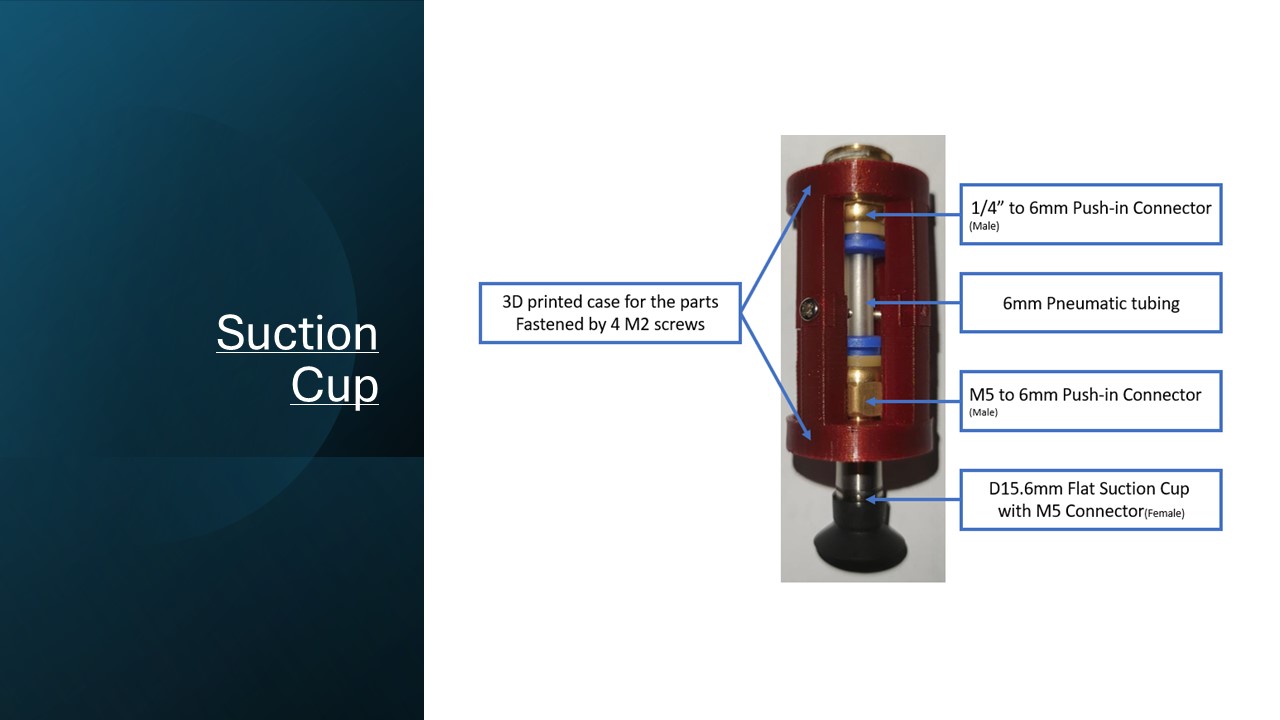 Suction
Cup
3D printed case for the parts
Fastened by 4 M2 screws
1/4” to 6mm Push-in Connector
(Male)
6mm Pneumatic tubing
M5 to 6mm Push-in Connector
(Male)
D15.6mm Flat Suction Cup
with M5 Connector(Female)